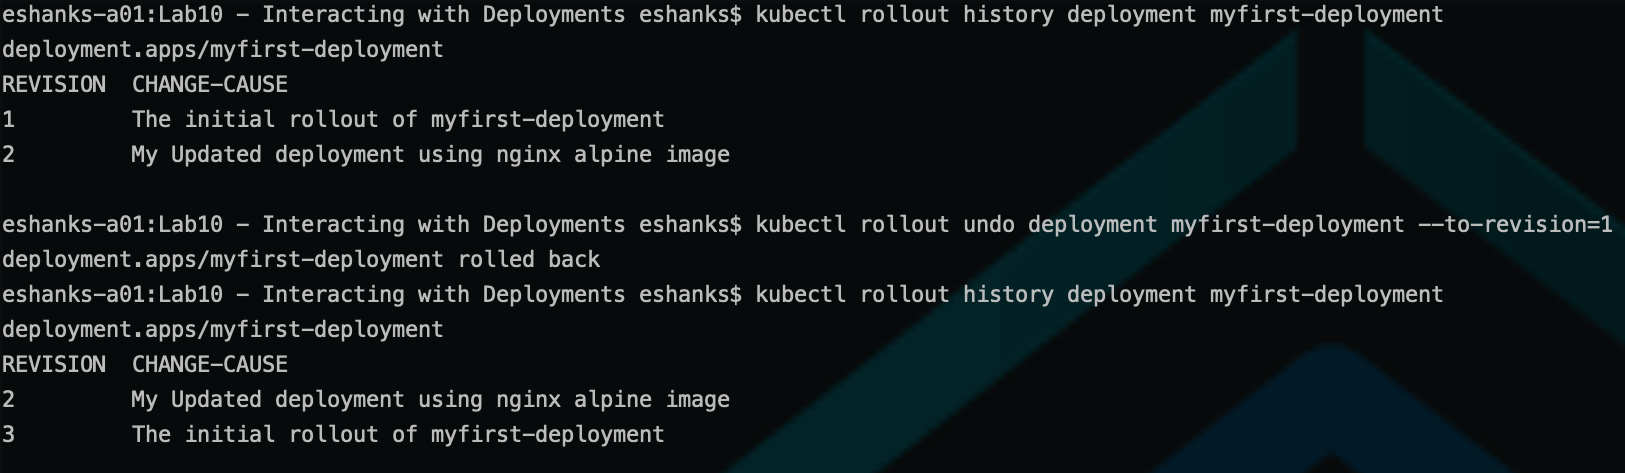 eshanks-a01:Lab10 - Interacting with Deployments eshanks$ kubectl rollout history deployment myfirst-deployment
deployment.apps/myfirst-deployment
REVISION  CHANGE-CAUSE
1         The initial rollout of myfirst-deployment
2         My Updated deployment using nginx alpine image
eshanks-a01:Lab10 - Interacting with Deployments eshanks$ kubectl rollout undo deployment myfirst-deployment --to-revision=1
deployment.apps/myfirst-deployment rolled back
eshanks-a01:Lab10 - Interacting with Deployments eshanks$ kubectl rollout history deployment myfirst-deployment
deployment.apps/myfirst-deployment
REVISION  CHANGE-CAUSE
2         My Updated deployment using nginx alpine image
3         The initial rollout of myfirst-deployment